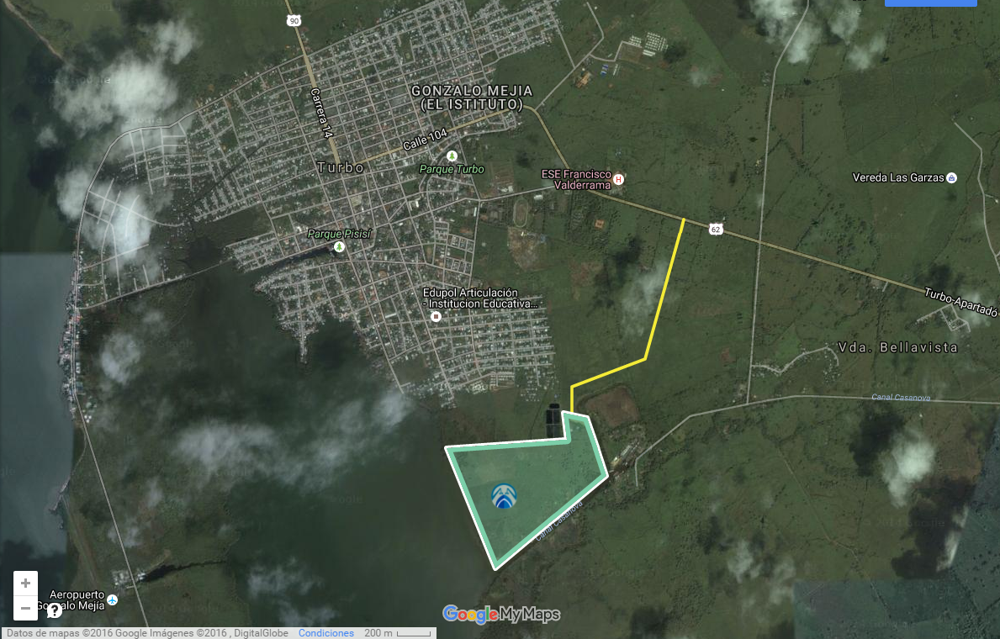 90
GONZALO MEJIA
(EL ISTITUTO)
Carrera 14
Calle 104
Turbo
Parque Turbo
ESE Francisco
Valderrama
H
Vereda Las Garzas
62
Parque Pisisí
Edupol Articulación
- Institucion Educativa...
Turbo-Apartadó
Vda. Bellavista
Canal Casanova
Canal Casanova
+
−
Aeropuerto
Gonzalo Mejía
?
Google My Maps
Datos de mapas ©2016 Google Imágenes ©2016 , DigitalGlobe Condiciones 200 m